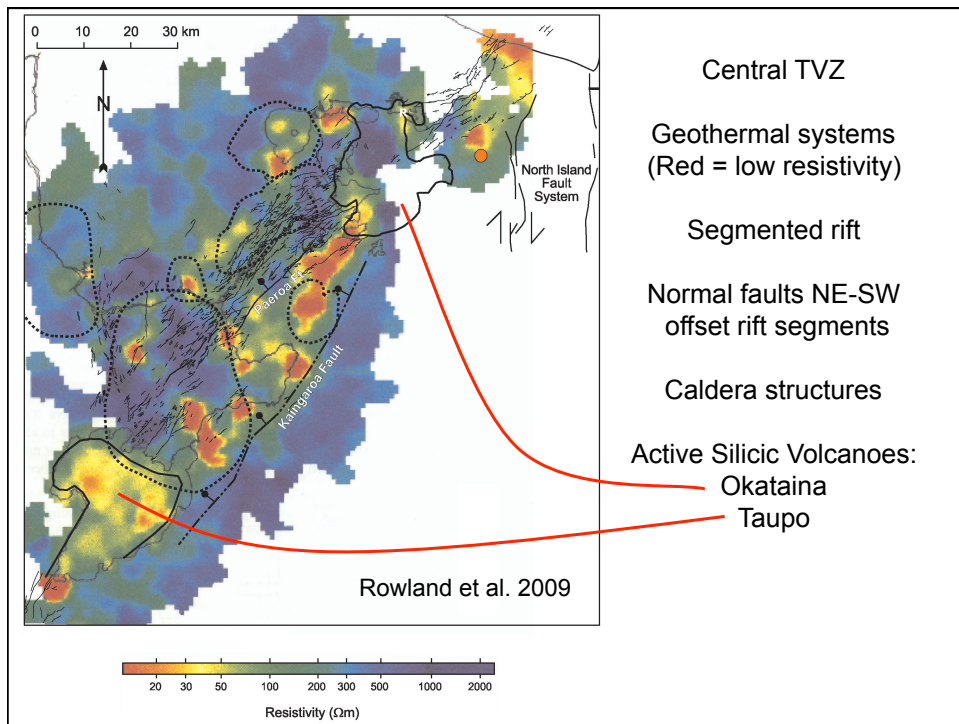 0 10 20 30 km
N
R
North Island
Fault
System
Paeroa Ft
Kaingaroa Fault
Rowland et al. 2009
20 30 50 100 200 300 500 1000 2000
Resistivity (Ωm)
Central TVZ
Geothermal systems
(Red = low resistivity)
Segmented rift
Normal faults NE-SW
offset rift segments
Caldera structures
Active Silicic Volcanoes:
Okataina
Taupo